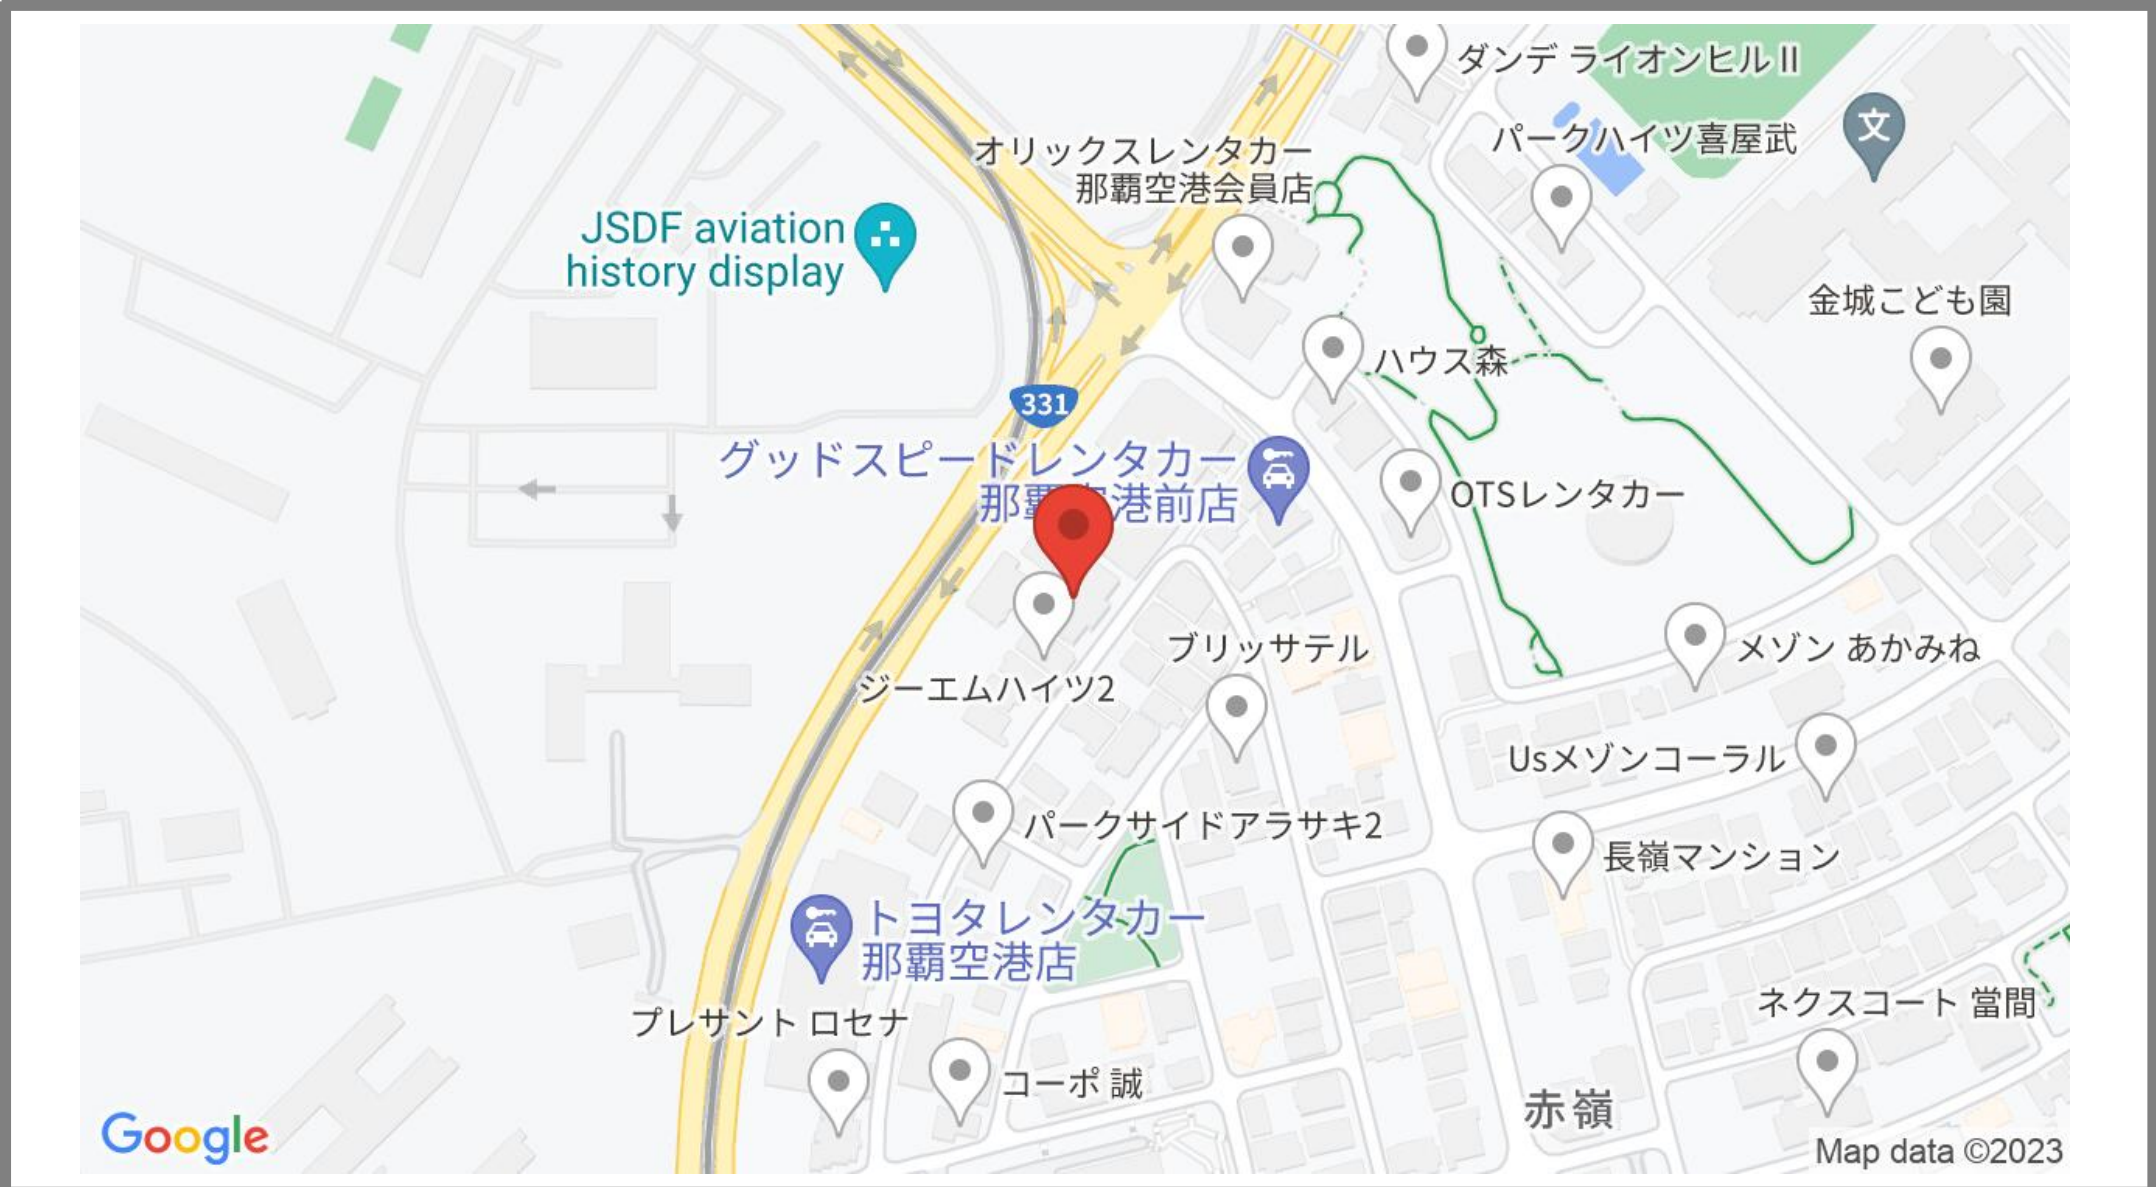 ダンデ ライオンヒルⅡ
パークハイツ喜屋武
文
オリックスレンタカー
那覇空港会員店
JSDF aviation
history display
金城こども園
ハウス森
331
グッドスピードレンタカー
那覇空港前店
OTSレンタカー
ブリッサテル
メゾン あかみね
ジーエムハイツ2
Usメゾンコーラル
パークサイドアラサキ2
長嶺マンション
トヨタレンタカー
那覇空港店
プレサント ロセナ
ネクスコート 當間
コーポ 誠
赤嶺
Google
Map data ©2023